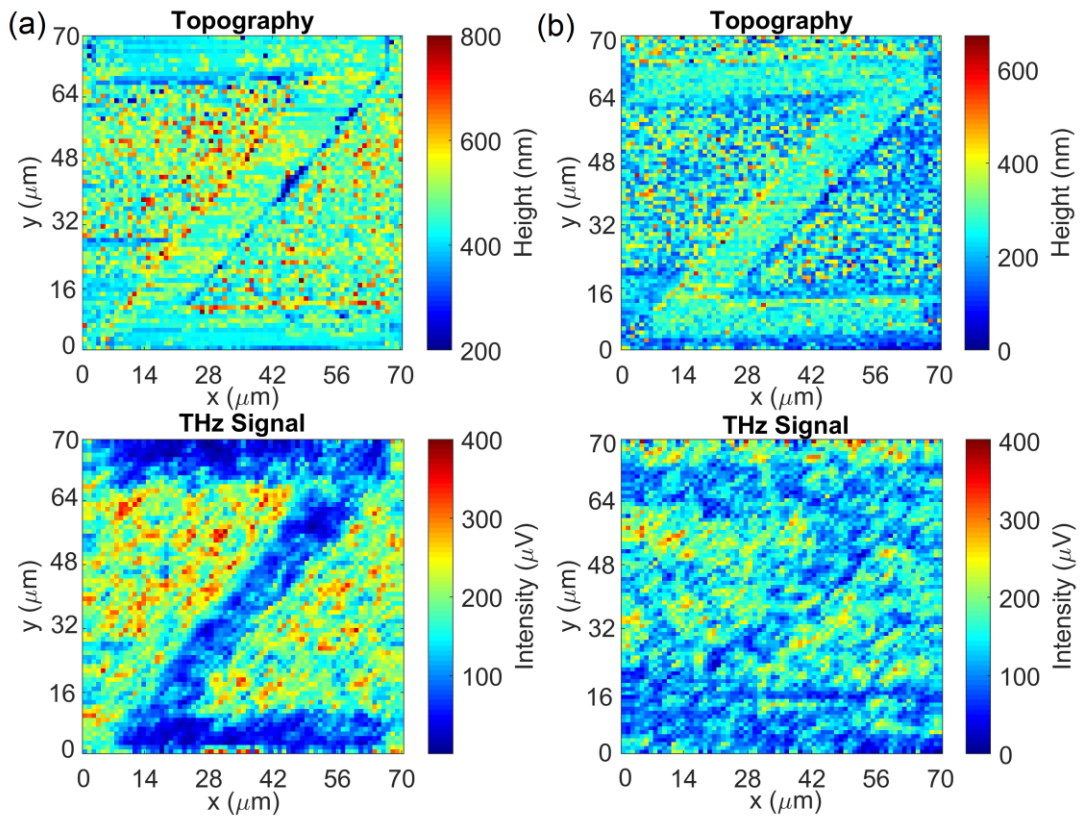 (a)
Topography
70
64
48
32
16
0
y (μm)
0 14 28 42 56 70
x (μm)
800
600
400
200
Height (nm)
(b)
Topography
70
64
48
32
16
0
y (μm)
0 14 28 42 56 70
x (μm)
600
400
200
0
Height (nm)
THz Signal
70
64
48
32
16
0
y (μm)
0 14 28 42 56 70
x (μm)
400
300
200
100
Intensity (μV)
THz Signal
70
64
48
32
16
0
y (μm)
0 14 28 42 56 70
x (μm)
400
300
200
100
0
Intensity (μV)